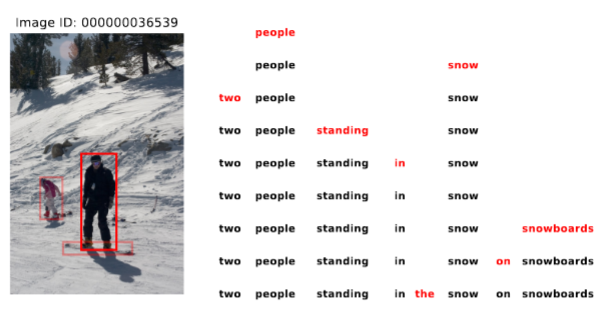 Image ID: 000000036539
people
people snow
two people snow
two people standing snow
two people standing in snow
two people standing in snow
two people standing in snow snowboards
two people standing in snow on snowboards
two people standing in the snow on snowboards